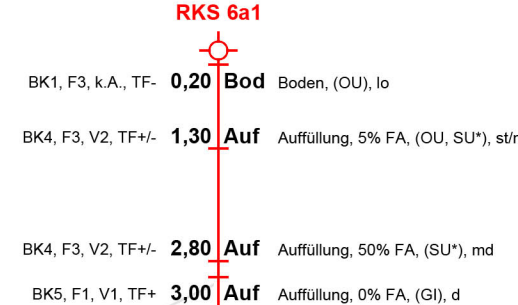 RKS 6a1
BK1, F3, k.A., TF- 0,20 Bod Boden, (OU), lo
BK4, F3, V2, TF+/- 1,30 Auf Auffüllung, 5% FA, (OU, SU*), st/m
BK4, F3, V2, TF+/- 2,80 Auf Auffüllung, 50% FA, (SU*), md
BK5, F1, V1, TF+ 3,00 Auf Auffüllung, 0% FA, (GI), d